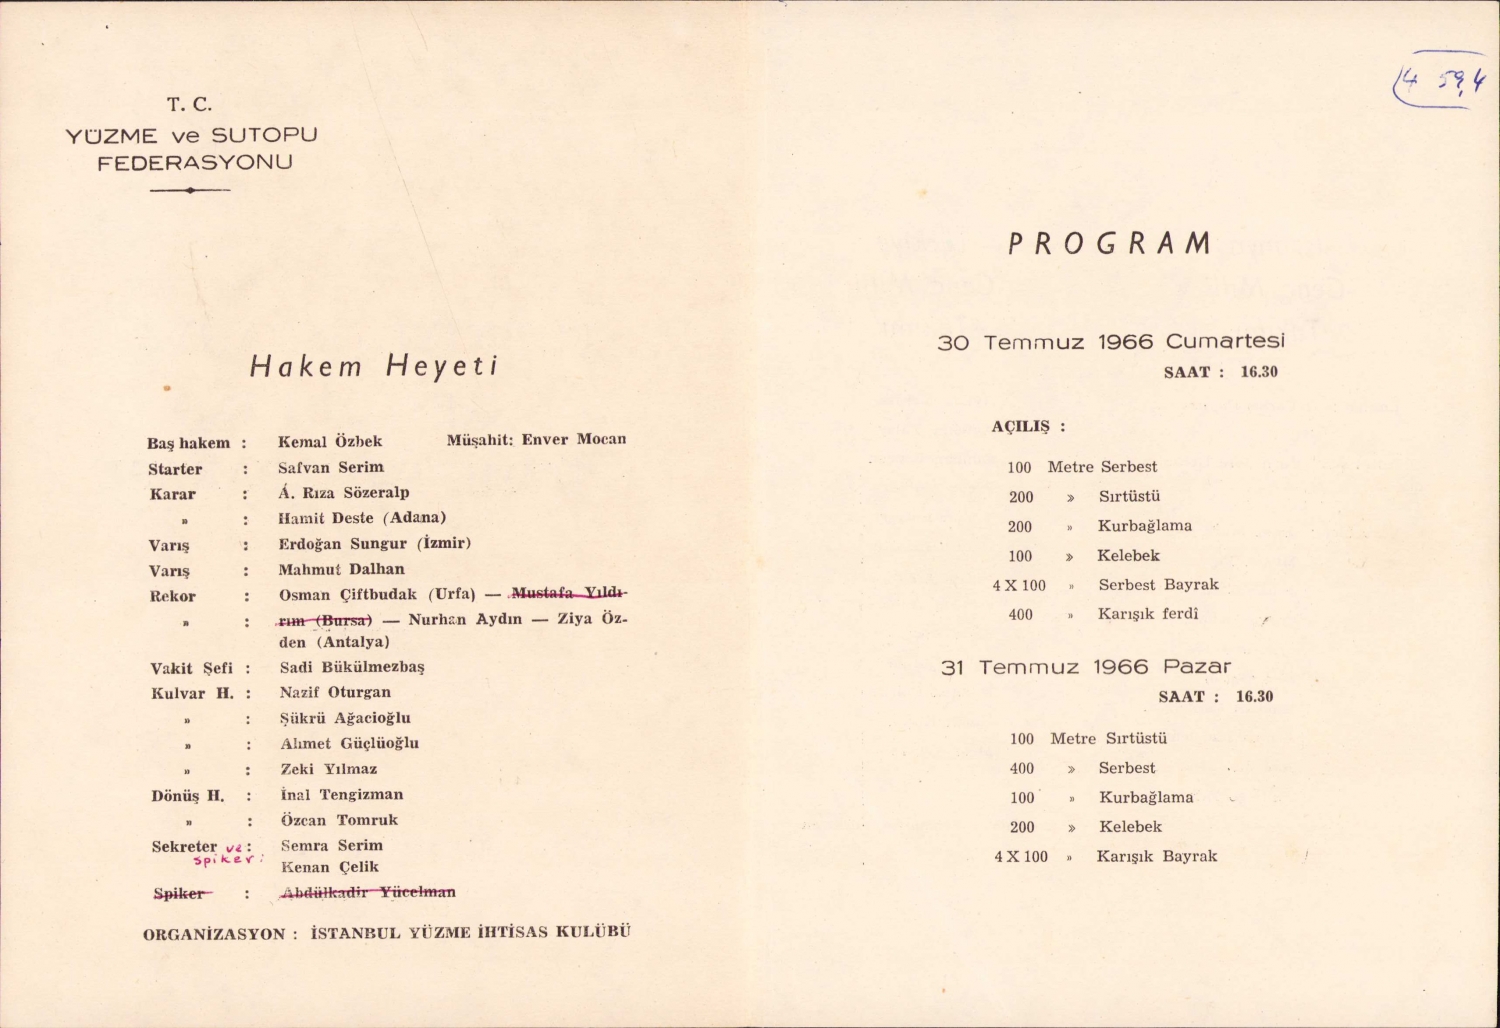 T. C.
YÜZME ve SUTOPU
FEDERASYONU
Hakem Heyeti
Baş hakem : Kemal Özbek Müşahit: Enver Mocan
Starter : Safvan Serim
Karar : Á. Rıza Sözeralp
» : Hamit Deste (Adana)
Varış : Erdoğan Sungur (İzmir)
Varış : Mahmut Dalhan
Rekor : Osman Çiftbudak (Urfa) — Mustafa Yıldı-
» : rım (Bursa) — Nurhan Aydın — Ziya Öz-
den (Antalya)
Vakit Şefi : Sadi Bükülmezbaş
Kulvar H. : Nazif Oturgan
» : Şükrü Ağacioğlu
» : Ahmet Güçlüoğlu
» : Zeki Yılmaz
Dönüş H. : İnal Tengizman
» : Özcan Tomruk
Sekreter ve : Semra Serim
spiker : Kenan Çelik
Spiker : Abdülkadir Yücelman
ORGANİZASYON : İSTANBUL YÜZME İHTİSAS KULÜBÜ
4 59,4
PROGRAM
30 Temmuz 1966 Cumartesi
SAAT : 16.30
AÇILIŞ :
100 Metre Serbest
200 » Sırtüstü
200 » Kurbağlama
100 » Kelebek
4 X 100 » Serbest Bayrak
400 » Karışık ferdî
31 Temmuz 1966 Pazar
SAAT : 16.30
100 Metre Sırtüstü
400 » Serbest
100 » Kurbağlama
200 » Kelebek
4 X 100 » Karışık Bayrak